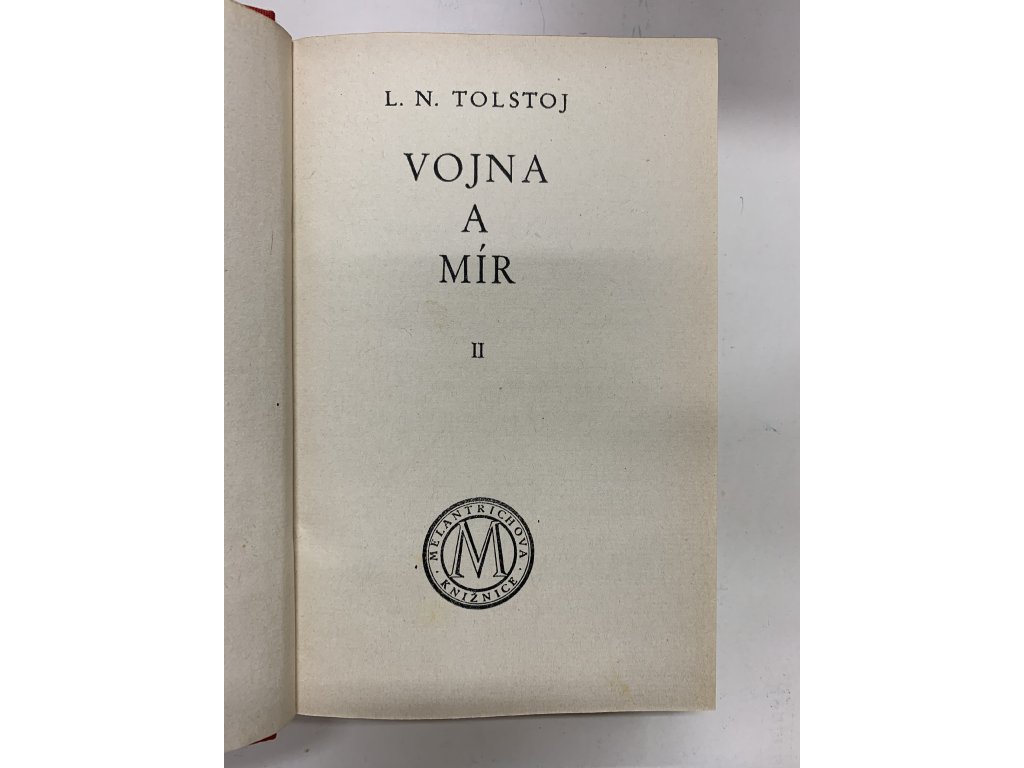 L. N. TOLSTOJ
VOJNA
A
MÍR
II
· MELANTRICHOVA ·
M
KNIŽNICE